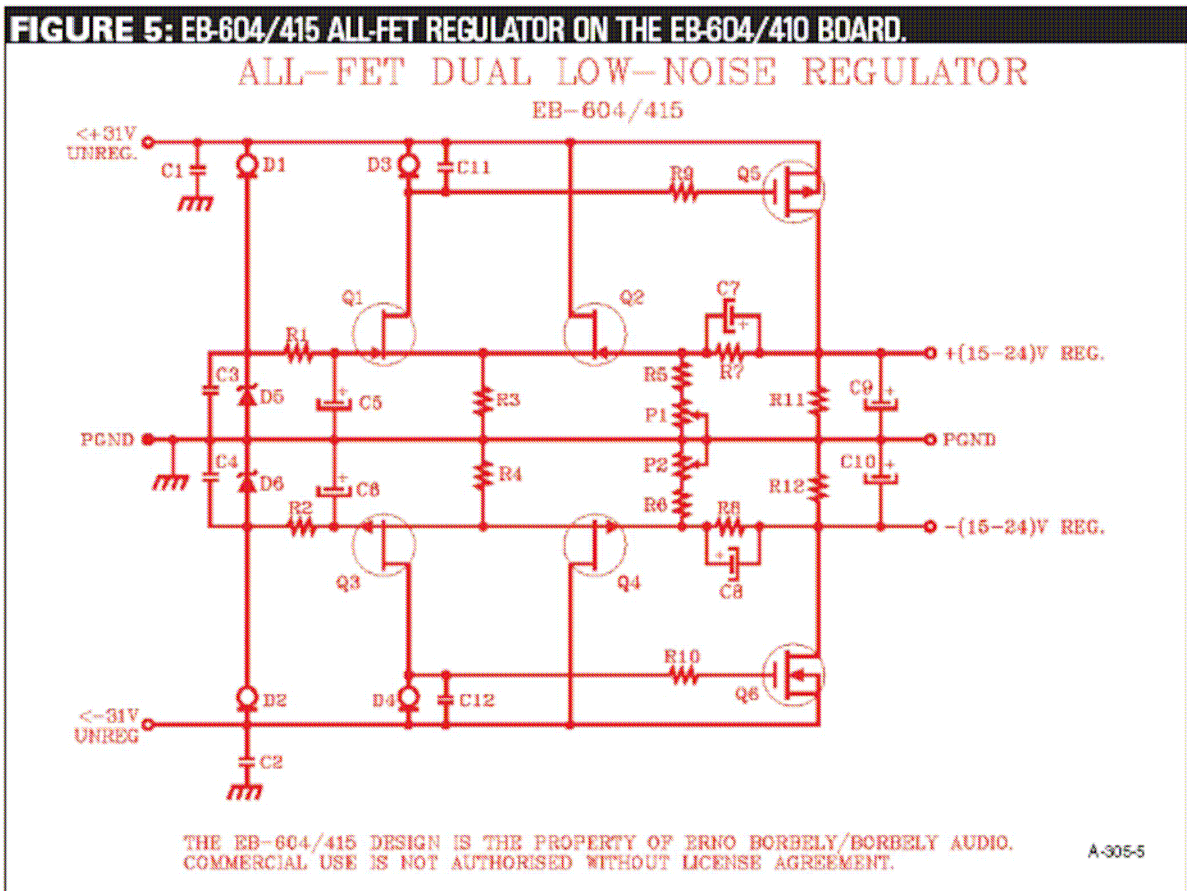 FIGURE 5: EB-604/415 ALL-FET REGULATOR ON THE EB-604/410 BOARD.
ALL-FET DUAL LOW-NOISE REGULATOR
EB-604/415
<+31V
UNREG.
C1
D1
D3
C11
R9
Q5
Q1
Q2
C7
R1
R7
+(15-24)V REG.
C3
D5
C5
R3
R5
P1
R11
C9
PGND
PGND
C4
D6
C6
R4
P2
R6
R12
C10
R2
R8
-(15-24)V REG.
Q3
Q4
C8
R10
Q6
<-31V
UNREG
D2
D4
C12
C2
THE EB-604/415 DESIGN IS THE PROPERTY OF ERNO BORBELY/BORBELY AUDIO.
COMMERCIAL USE IS NOT AUTHORISED WITHOUT LICENSE AGREEMENT.
A-305-5